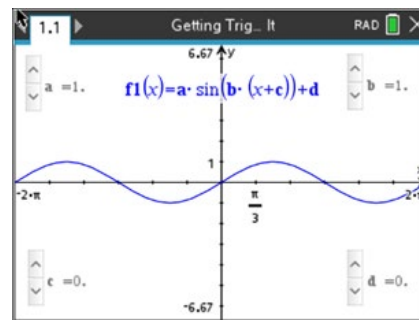 1.1 Getting Trig… It RAD
6.67 y
a =1. f1(x)=a· sin(b· (x+c))+d b =1.
1
-2·π π/3 2·
c =0. d =0.
-6.67